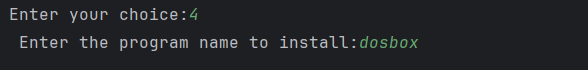 Enter your choice:4
Enter the program name to install:dosbox